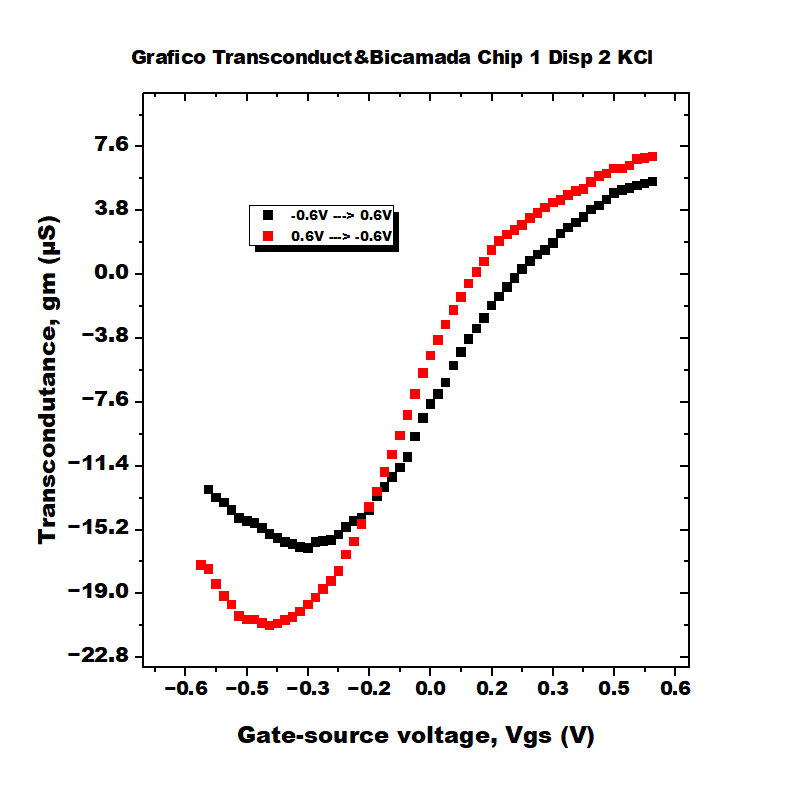 Grafico Transconduct&Bicamada Chip 1 Disp 2 KCl
7.6
3.8
0.0
−3.8
−7.6
−11.4
−15.2
−19.0
−22.8
Transcondutance, gm (µS)
-0.6V ---> 0.6V
0.6V ---> -0.6V
−0.6 −0.5 −0.3 −0.2 0.0 0.2 0.3 0.5 0.6
Gate-source voltage, Vgs (V)